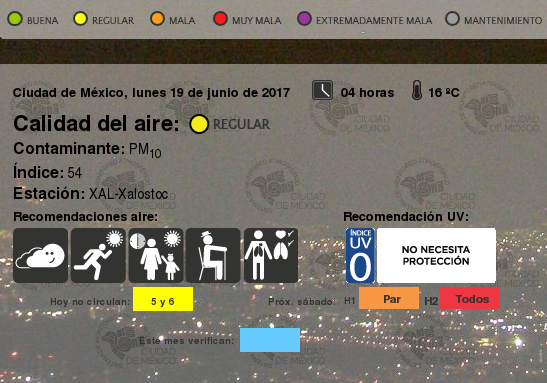 BUENA REGULAR MALA MUY MALA EXTREMADAMENTE MALA MANTENIMIENTO
Ciudad de México, lunes 19 de junio de 2017 04 horas 16 ºC
Calidad del aire: REGULAR
Contaminante: PM10
Índice: 54
Estación: XAL-Xalostoc
Recomendaciones aire: Recomendación UV:
ÍNDICE
UV
0
NO NECESITA
PROTECCIÓN
Hoy no circulan: 5 y 6 Próx. sábado: H1 Par H2 Todos
Este mes verifican:
CIUDAD
DE MÉXICO